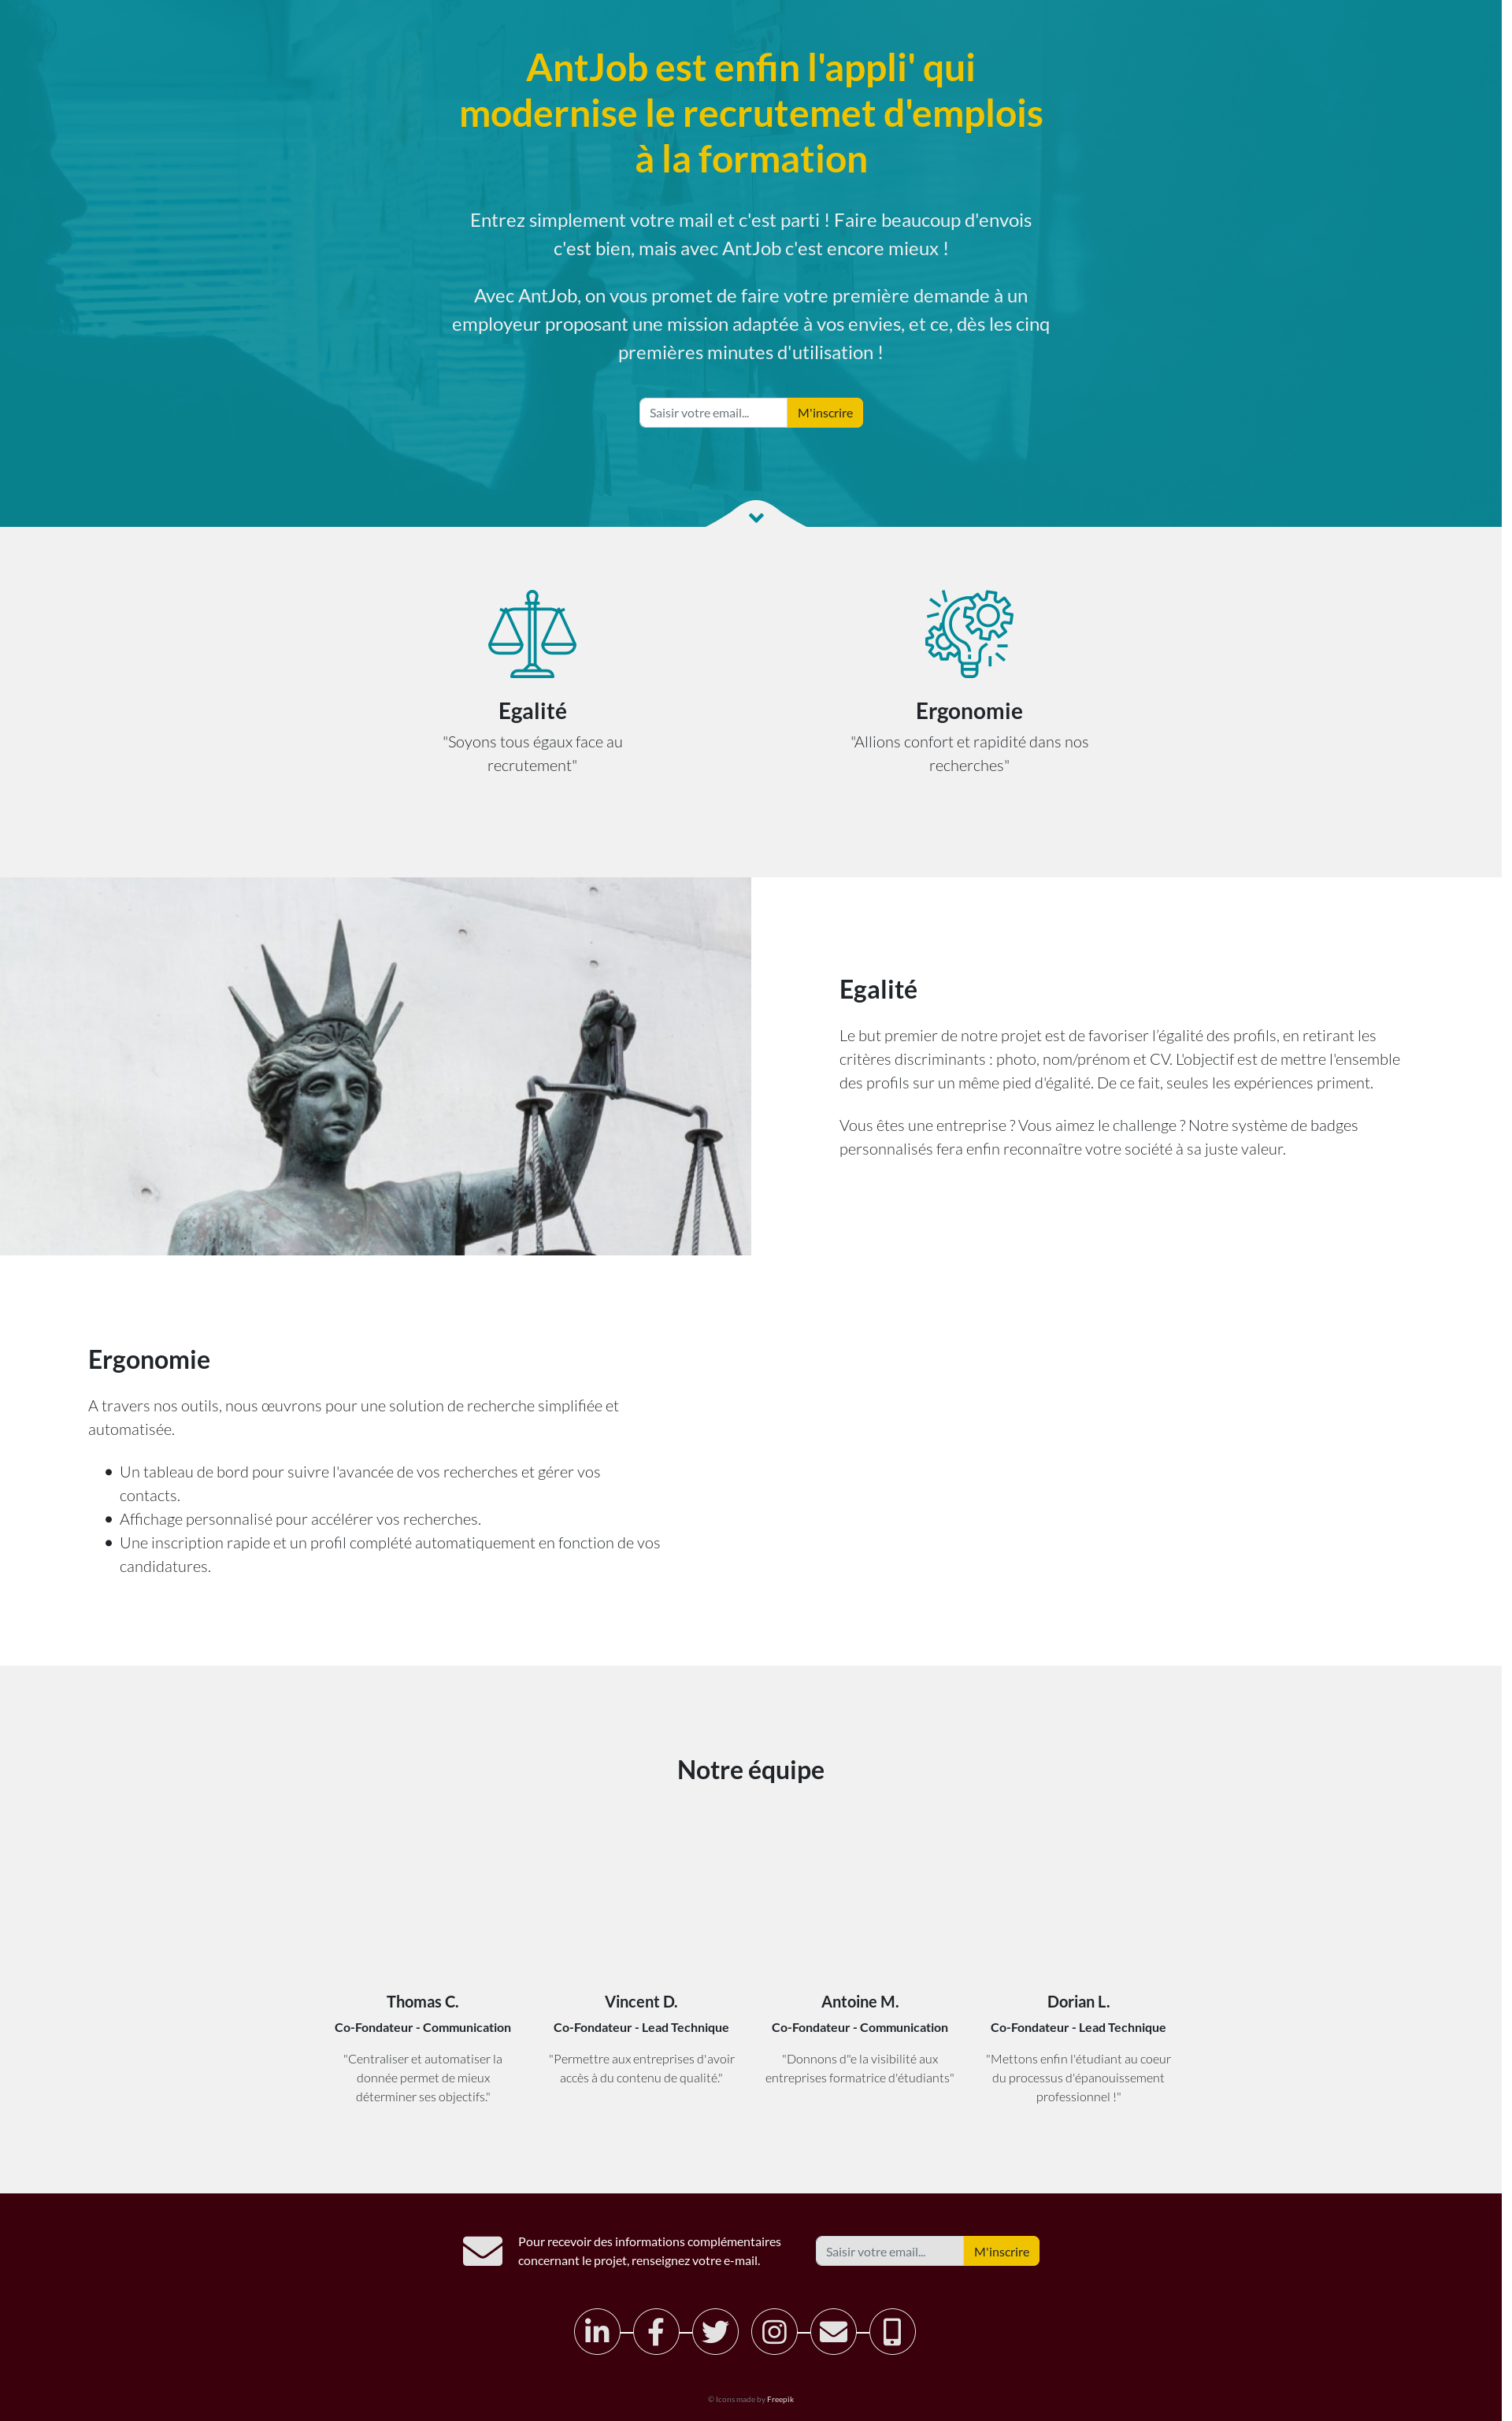 AntJob est enfin l'appli' qui
modernise le recrutemet d'emplois
à la formation
Entrez simplement votre mail et c'est parti ! Faire beaucoup d'envois
c'est bien, mais avec AntJob c'est encore mieux !
Avec AntJob, on vous promet de faire votre première demande à un
employeur proposant une mission adaptée à vos envies, et ce, dès les cinq
premières minutes d'utilisation !
Saisir votre email...
M'inscrire
Egalité
"Soyons tous égaux face au
recrutement"
Ergonomie
"Allions confort et rapidité dans nos
recherches"
Egalité
Le but premier de notre projet est de favoriser l’égalité des profils, en retirant les
critères discriminants : photo, nom/prénom et CV. L'objectif est de mettre l'ensemble
des profils sur un même pied d'égalité. De ce fait, seules les expériences priment.
Vous êtes une entreprise ? Vous aimez le challenge ? Notre système de badges
personnalisés fera enfin reconnaître votre société à sa juste valeur.
Ergonomie
A travers nos outils, nous œuvrons pour une solution de recherche simplifiée et
automatisée.
Un tableau de bord pour suivre l'avancée de vos recherches et gérer vos
contacts.
Affichage personnalisé pour accélérer vos recherches.
Une inscription rapide et un profil complété automatiquement en fonction de vos
candidatures.
Notre équipe
Thomas C.
Co-Fondateur - Communication
"Centraliser et automatiser la
donnée permet de mieux
déterminer ses objectifs."
Vincent D.
Co-Fondateur - Lead Technique
"Permettre aux entreprises d'avoir
accès à du contenu de qualité."
Antoine M.
Co-Fondateur - Communication
"Donnons d"e la visibilité aux
entreprises formatrice d'étudiants"
Dorian L.
Co-Fondateur - Lead Technique
"Mettons enfin l'étudiant au coeur
du processus d'épanouissement
professionnel !"
Pour recevoir des informations complémentaires
concernant le projet, renseignez votre e-mail.
Saisir votre email...
M'inscrire
© Icons made by Freepik